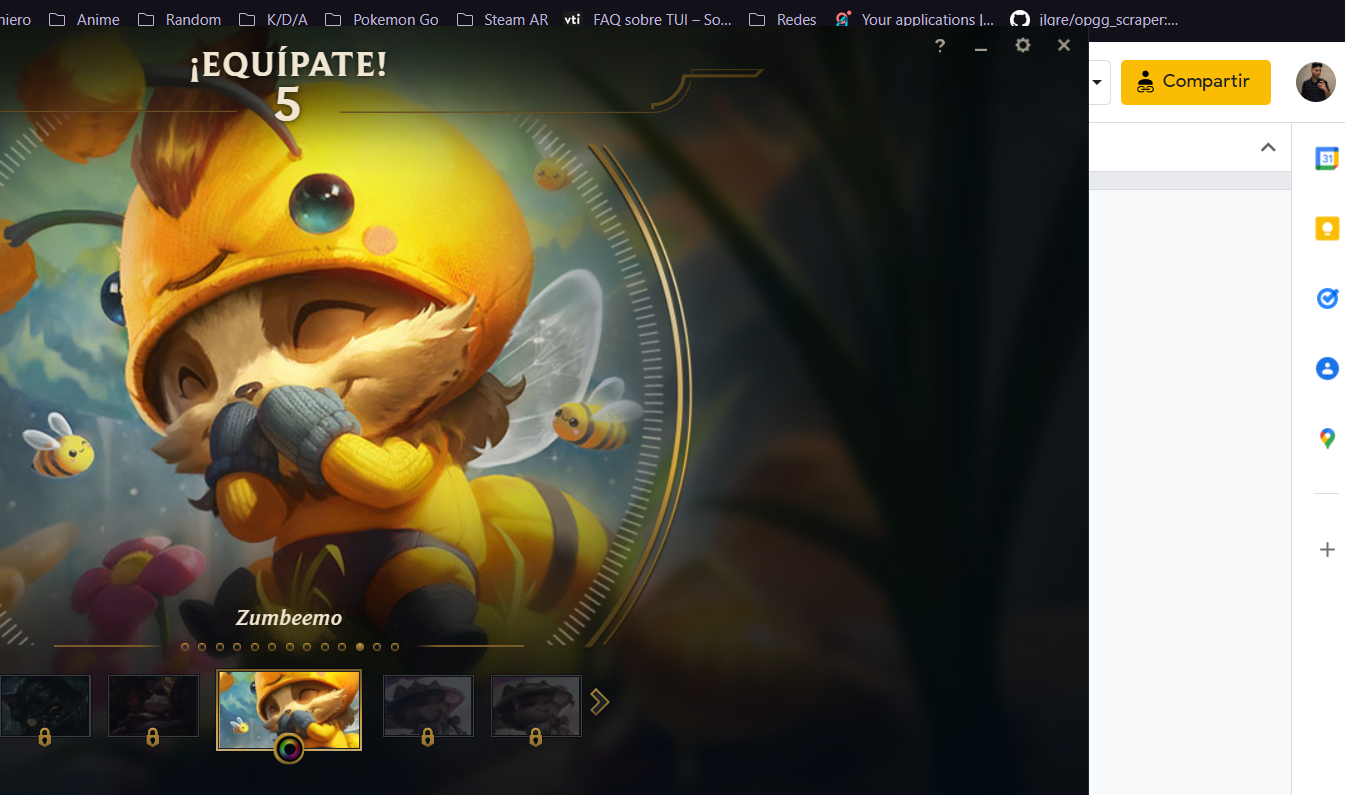 niero Anime Random K/D/A Pokemon Go Steam AR vti FAQ sobre TUI – So... Redes Your applications |... jlgre/opgg_scraper:...
¡EQUÍPATE!
5
?
Compartir
31
Zumbeemo